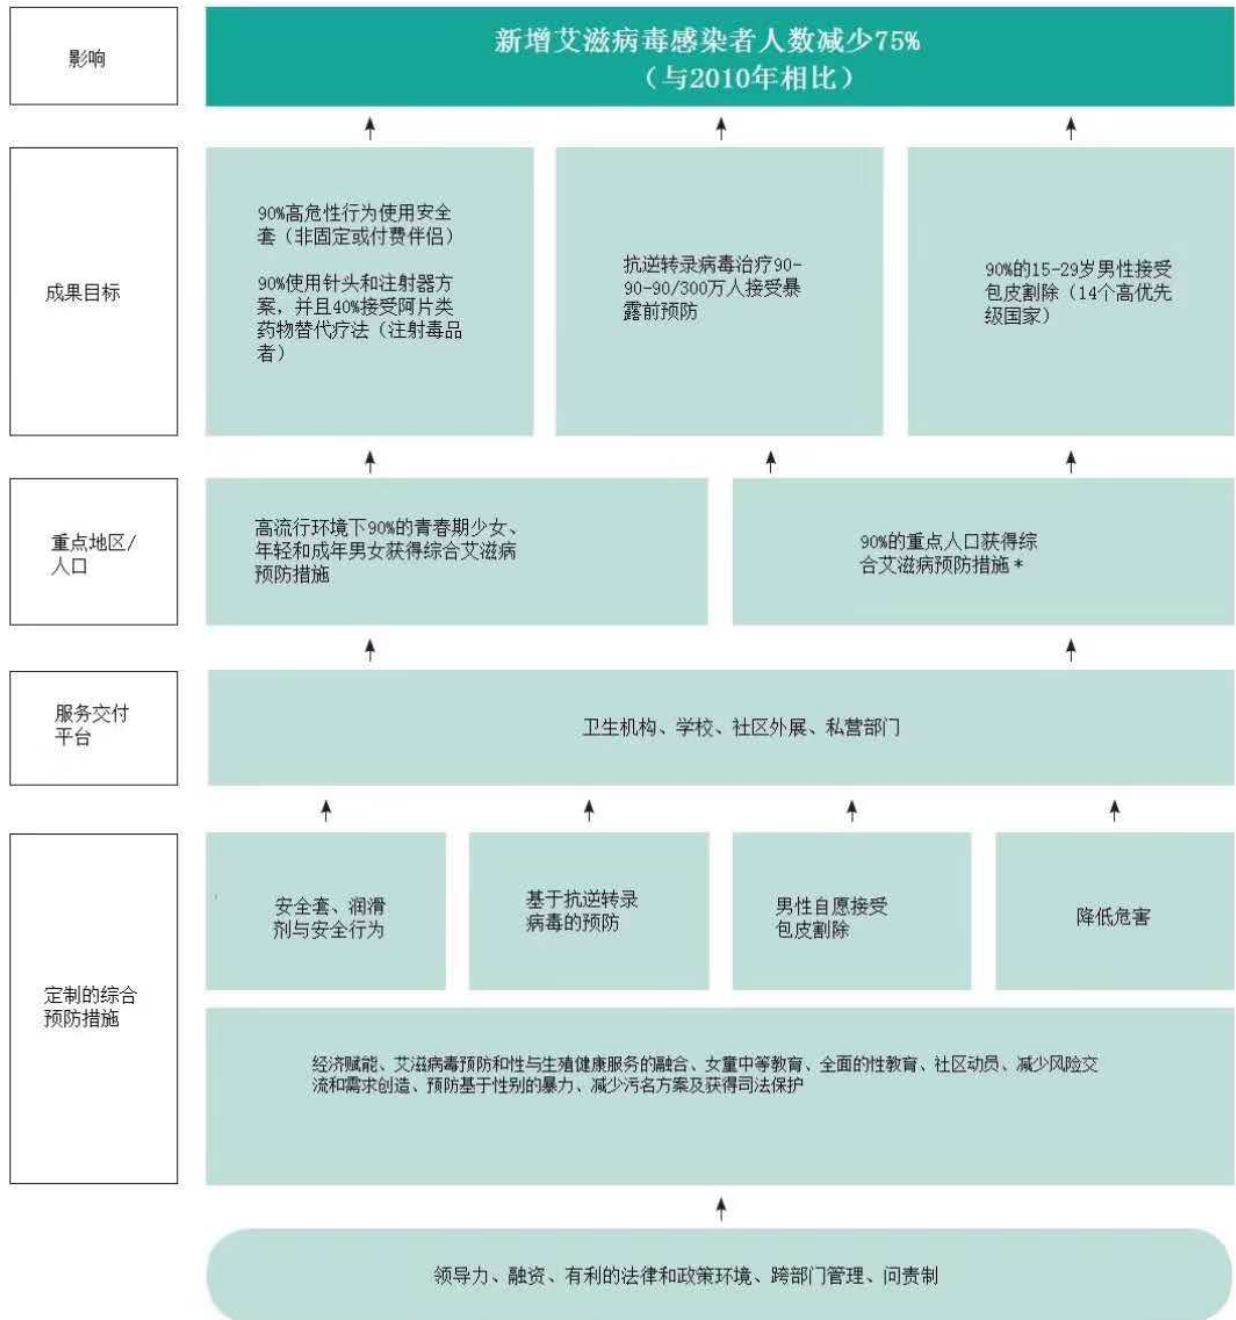 影响
新增艾滋病毒感染者人数减少75%
（与2010年相比）
成果目标
90%高危性行为使用安全
套（非固定或付费伴侣）
90%使用针头和注射器方
案，并且40%接受阿片类
药物替代疗法（注射毒品
者）
抗逆转录病毒治疗90-
90-90/300万人接受暴
露前预防
90%的15-29岁男性接受
包皮割除（14个高优先
级国家）
重点地区/
人口
高流行环境下90%的青春期少女、
年轻和成年男女获得综合艾滋病
预防措施
90%的重点人口获得综
合艾滋病预防措施*
服务交付
平台
卫生机构、学校、社区外展、私营部门
定制的综合
预防措施
安全套、润滑
剂与安全行为
基于抗逆转录
病毒的预防
男性自愿接受
包皮割除
降低危害
经济赋能、艾滋病毒预防和性与生殖健康服务的融合、女童中等教育、全面的性教育、社区动员、减少风险交
流和需求创造、预防基于性别的暴力、减少污名方案及获得司法保护
领导力、融资、有利的法律和政策环境、跨部门管理、问责制